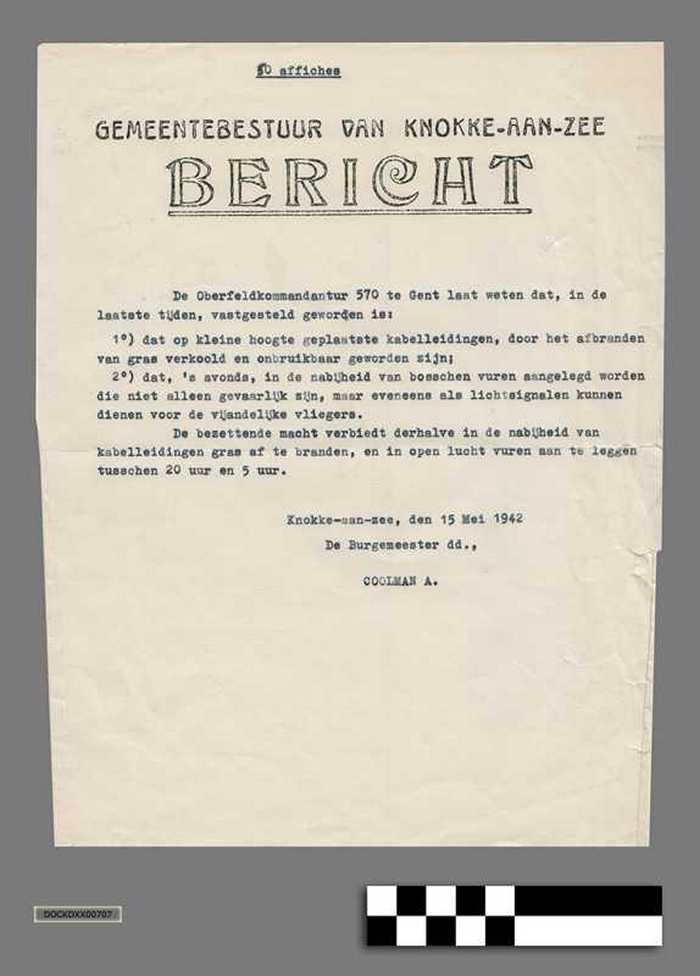 50 affiches
GEMEENTEBESTUUR VAN KNOKKE-AAN-ZEE
BERICHT
De Oberfeldkommandantur 570 te Gent laat weten dat, in de
laatste tijden, vastgesteld geworden is:
1°) dat op kleine hoogte geplaatste kabelleidingen, door het afbranden
van gras verkoold en onbruikbaar geworden zijn;
2°) dat, 's avonds, in de nabijheid van bosschen vuren aangelegd worden
die niet alleen gevaarlijk zijn, maar eveneens als lichtsignalen kunnen
dienen voor de vijandelijke vliegers.
De bezettende macht verbiedt derhalve in de nabijheid van
kabelleidingen gras af te branden, en in open lucht vuren aan te leggen
tusschen 20 uur en 5 uur.
Knokke-aan-zee, den 15 Mei 1942
De Burgemeester dd.,
COOLMAN A.
DOCKDXX00707